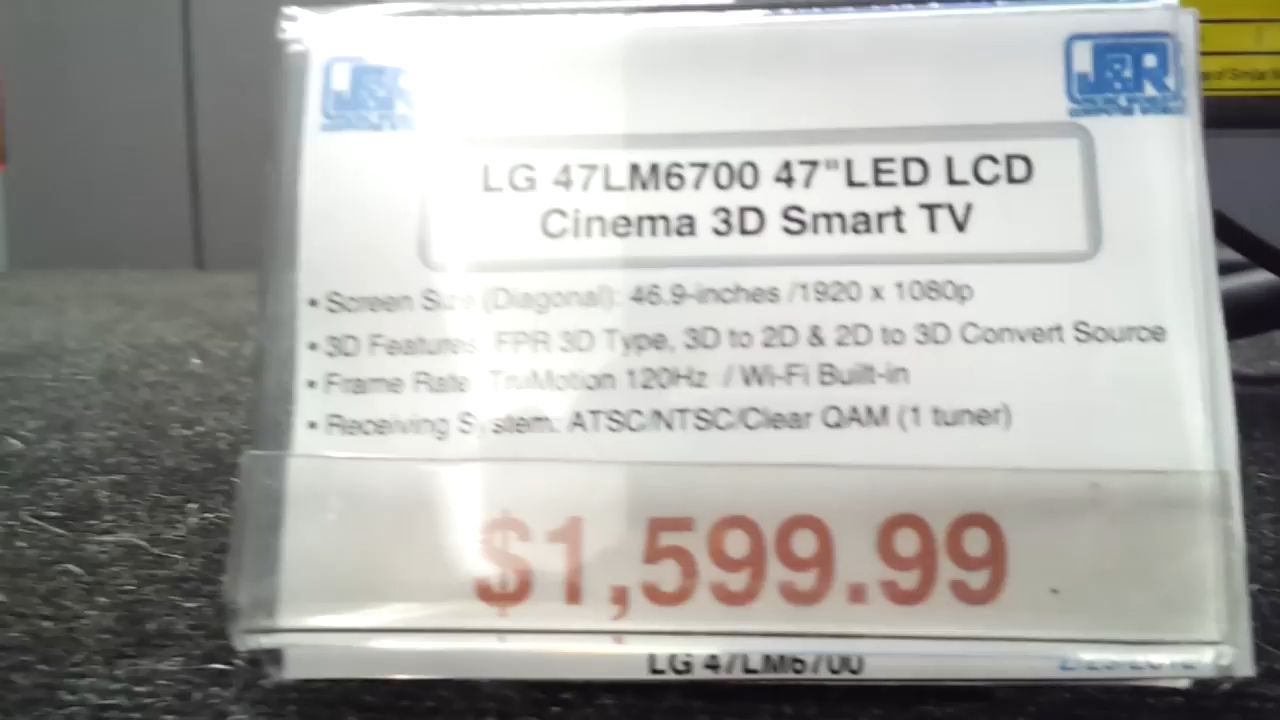 J&R J&R
LG 47LM6700 47"LED LCD
Cinema 3D Smart TV
• Screen Size (Diagonal): 46.9-inches /1920 x 1080p
• 3D Features: FPR 3D Type, 3D to 2D & 2D to 3D Convert Source
• Frame Rate: TruMotion 120Hz / Wi-Fi Built-in
• Receiving System: ATSC/NTSC/Clear QAM (1 tuner)
$1,599.99
LG 47LM6700